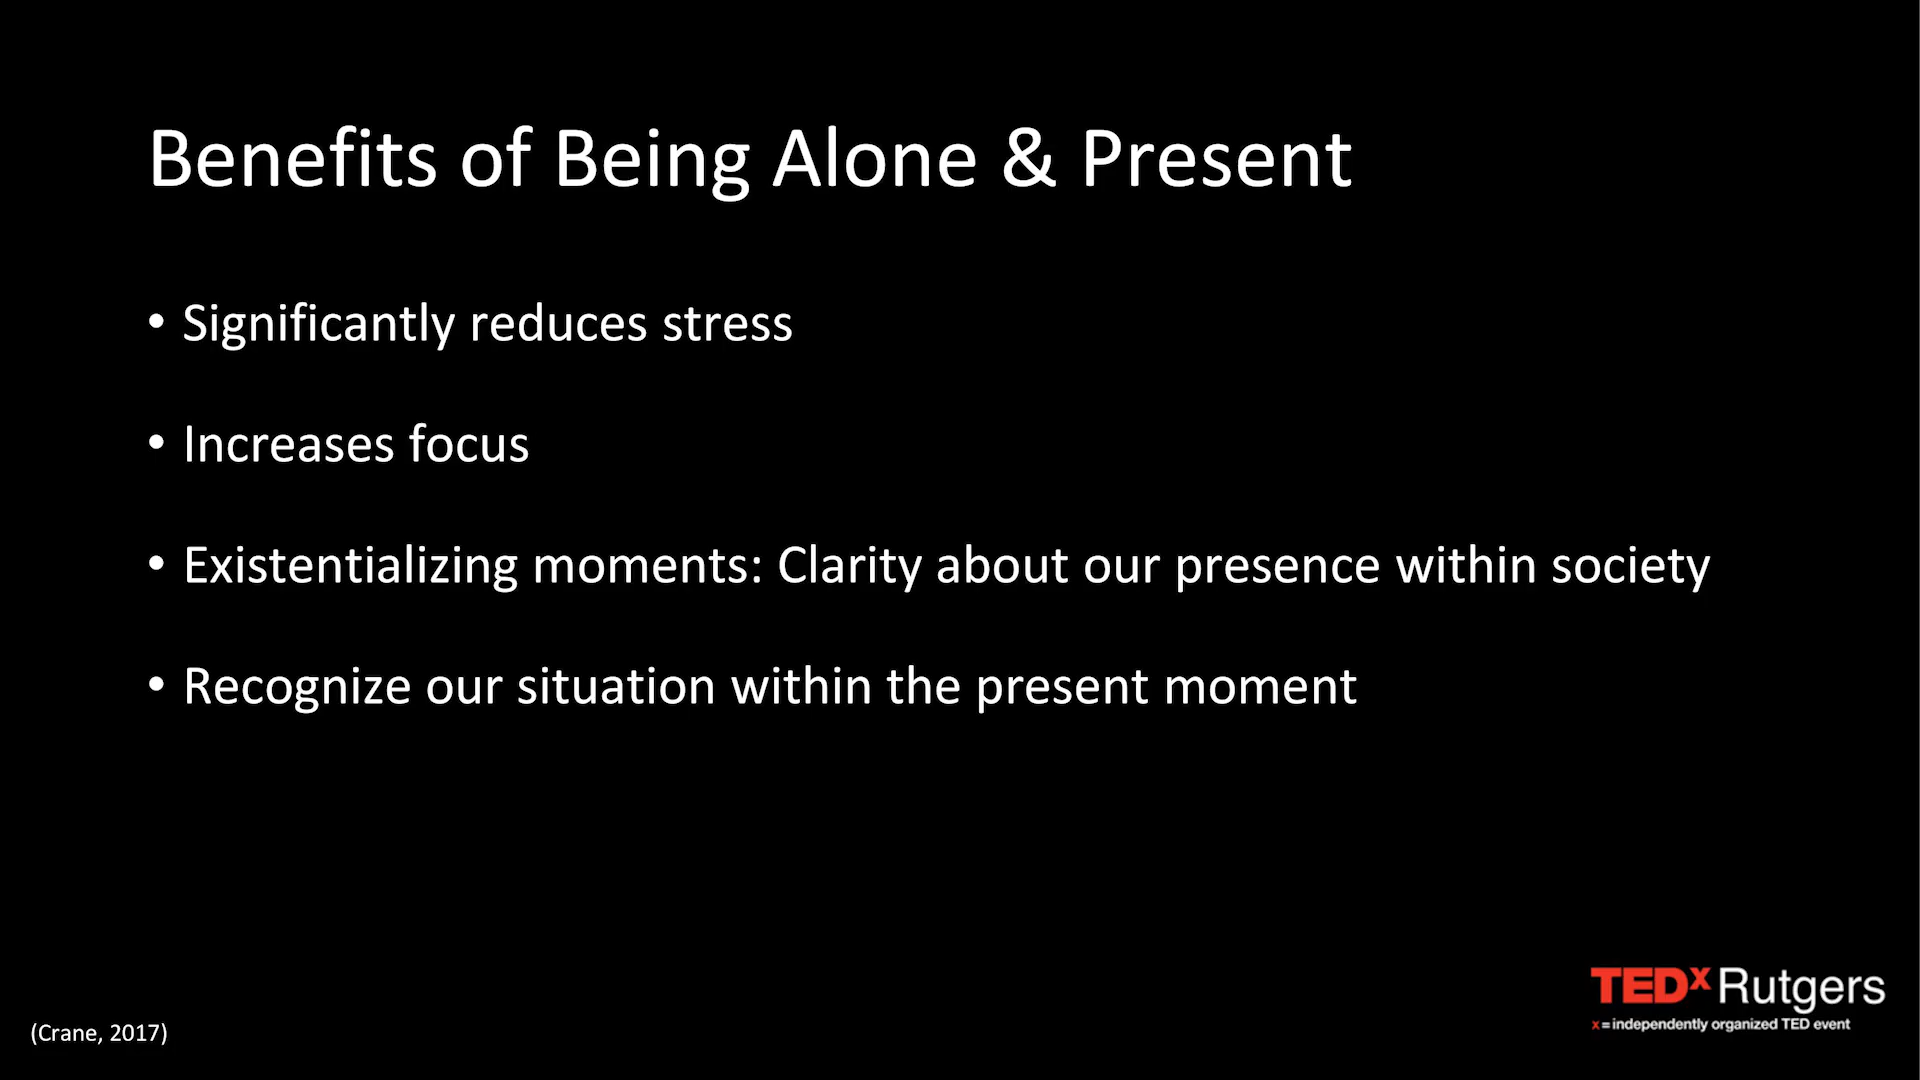 Benefits of Being Alone & Present
• Significantly reduces stress
• Increases focus
• Existentializing moments: Clarity about our presence within society
• Recognize our situation within the present moment
(Crane, 2017)
TEDx Rutgers
x = independently organized TED event